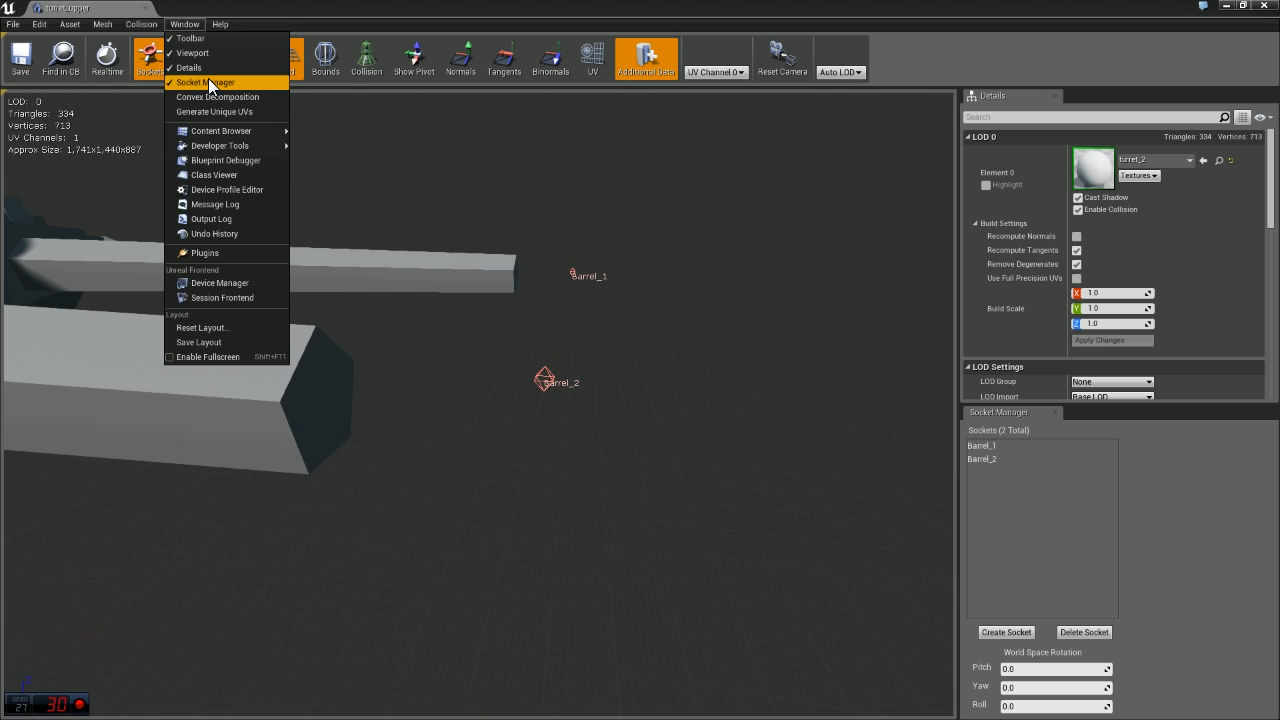 turret_upper
File Edit Asset Mesh Collision Window Help
Save Find in CB Realtime Sockets Bounds Collision Show Pivot Normals Tangents Binormals UV Additional Data UV Channel 0 Reset Camera Auto LOD
Toolbar
Viewport
Details
Socket Manager
Convex Decomposition
Generate Unique UVs
Content Browser
Developer Tools
Blueprint Debugger
Class Viewer
Device Profile Editor
Message Log
Output Log
Undo History
Plugins
Unreal Frontend
Device Manager
Session Frontend
Layout
Reset Layout...
Save Layout
Enable Fullscreen Shift+F11
LOD: 0
Triangles: 334
Vertices: 713
UV Channels: 1
Approx Size: 1,741x1,440x887
Barrel_1
Barrel_2
27
30
Details
Search
LOD 0 Triangles: 334 Vertices: 713
Element 0
Highlight
turret_2
Textures
Cast Shadow
Enable Collision
Build Settings
Recompute Normals
Recompute Tangents
Remove Degenerates
Use Full Precision UVs
Build Scale
X 1.0
Y 1.0
Z 1.0
Apply Changes
LOD Settings
LOD Group None
LOD Import Base LOD
Socket Manager
Sockets (2 Total)
Barrel_1
Barrel_2
Create Socket Delete Socket
World Space Rotation
Pitch 0.0
Yaw 0.0
Roll 0.0